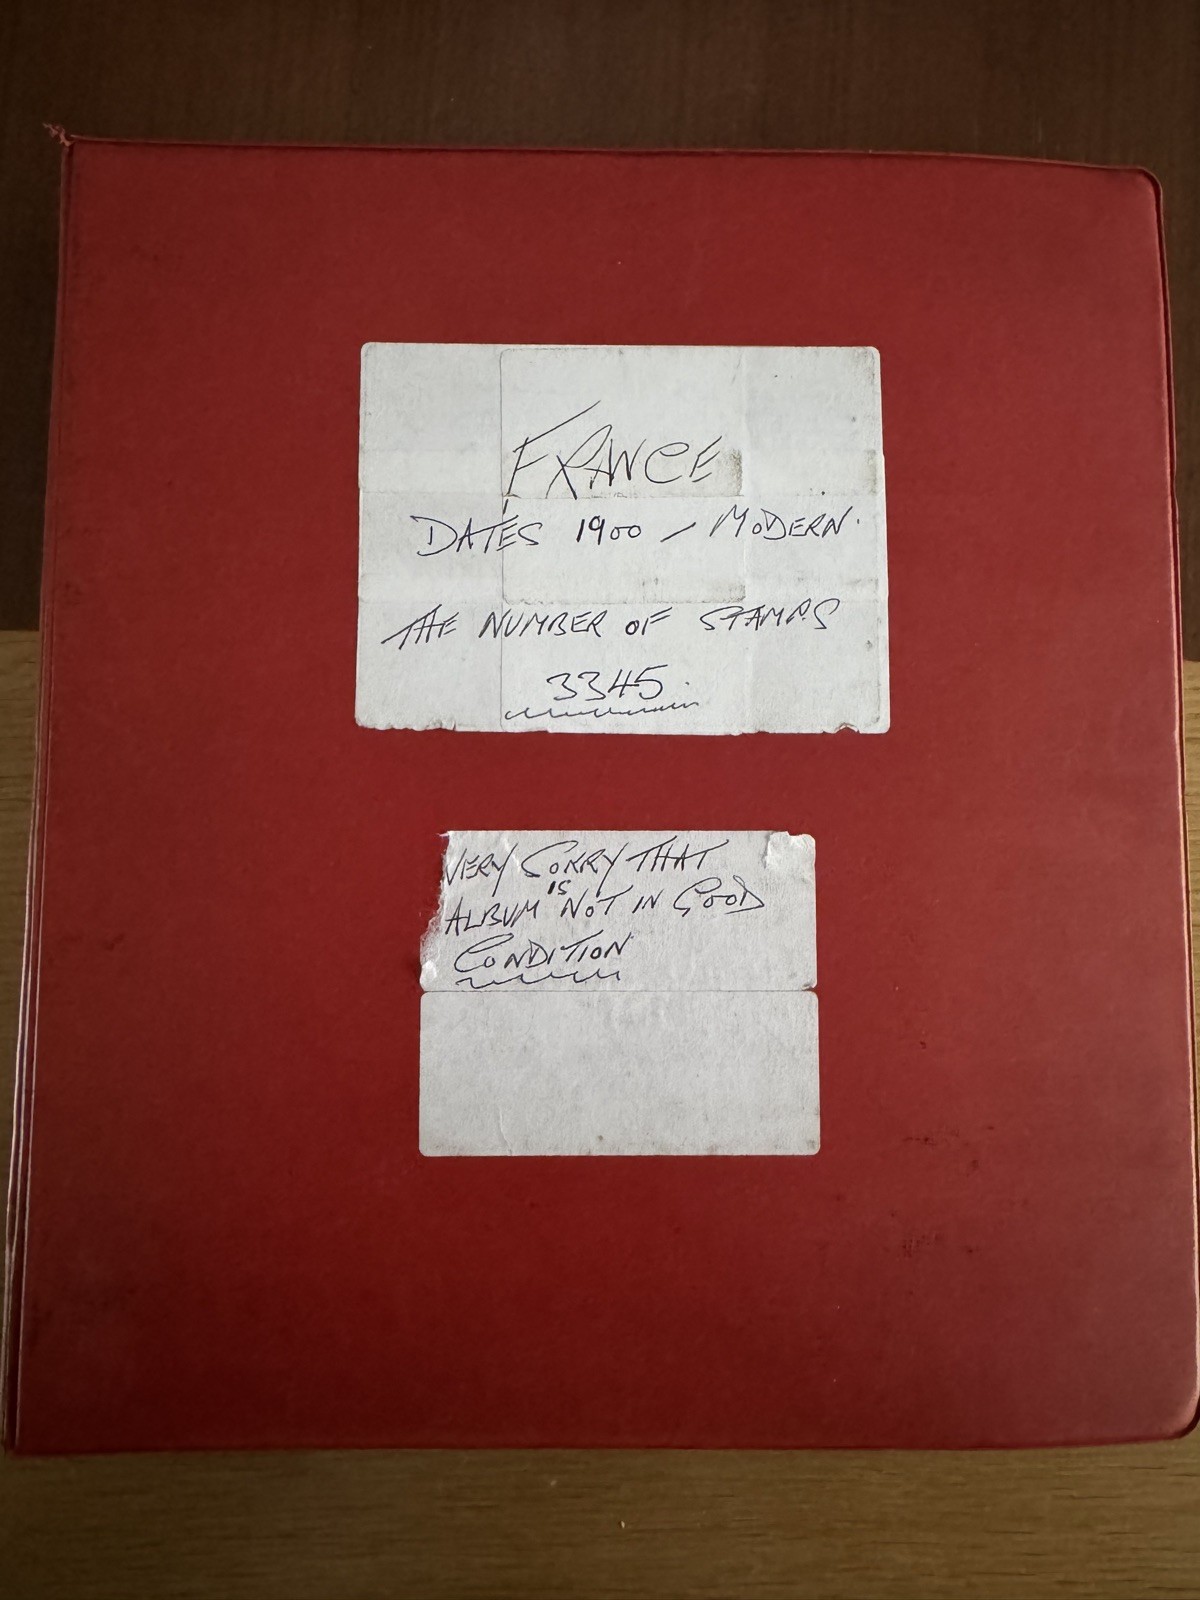 FRANCE
DATES 1900 / MODERN.
THE NUMBER OF STAMPS
3345.
VERY SORRY THAT
ALBUM IS NOT IN GOOD
CONDITION